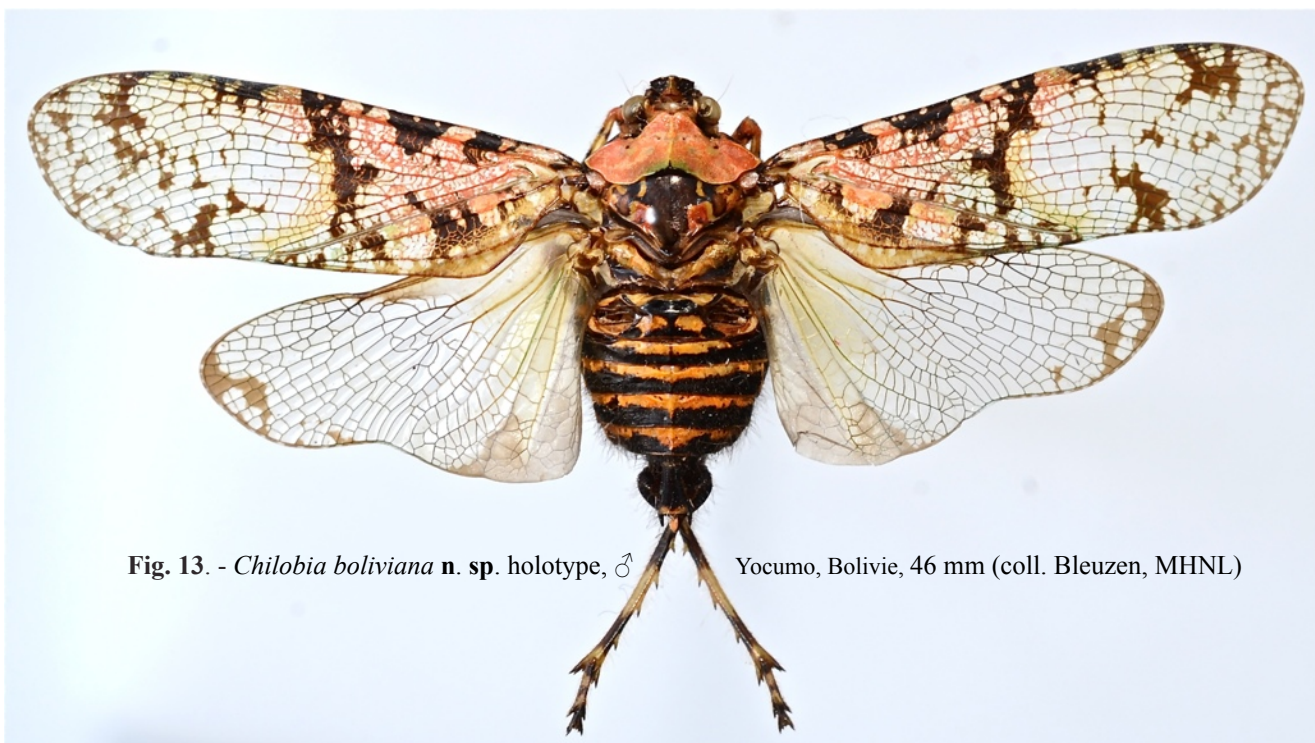 Fig. 13. - Chilobia boliviana n. sp. holotype, ♂ Yocumo, Bolivie, 46 mm (coll. Bleuzen, MHNL)